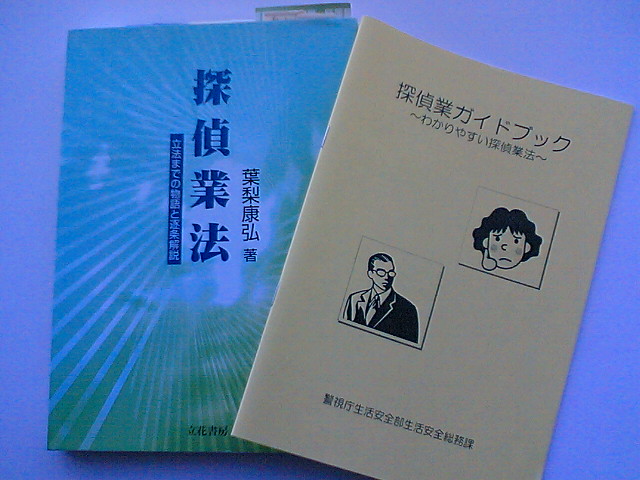 探偵業法
立法までの物語と逐条解説
葉梨康弘 著
立花書房
探偵業ガイドブック
～わかりやすい探偵業法～
警視庁生活安全部生活安全総務課